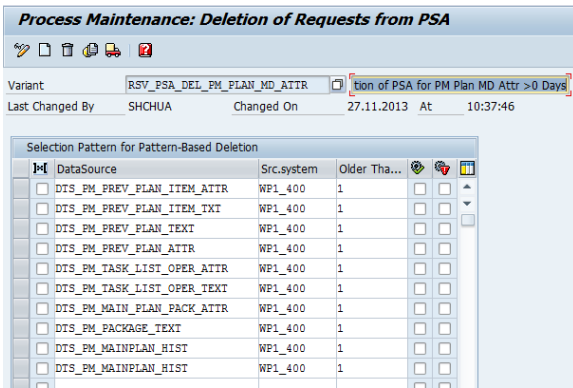 Process Maintenance: Deletion of Requests from PSA
Variant RSV_PSA_DEL_PM_PLAN_MD_ATTR tion of PSA for PM Plan MD Attr >0 Days
Last Changed By SHCHUA Changed On 27.11.2013 At 10:37:46
Selection Pattern for Pattern-Based Deletion
DataSource Src.system Older Tha...
DTS_PM_PREV_PLAN_ITEM_ATTR WP1_400 1
DTS_PM_PREV_PLAN_ITEM_TXT WP1_400 1
DTS_PM_PREV_PLAN_TEXT WP1_400 1
DTS_PM_PREV_PLAN_ATTR WP1_400 1
DTS_PM_TASK_LIST_OPER_ATTR WP1_400 1
DTS_PM_TASK_LIST_OPER_TEXT WP1_400 1
DTS_PM_MAIN_PLAN_PACK_ATTR WP1_400 1
DTS_PM_PACKAGE_TEXT WP1_400 1
DTS_PM_MAINPLAN_HIST WP1_400 1
DTS_PM_MAINPLAN_HIST WP1_400 1